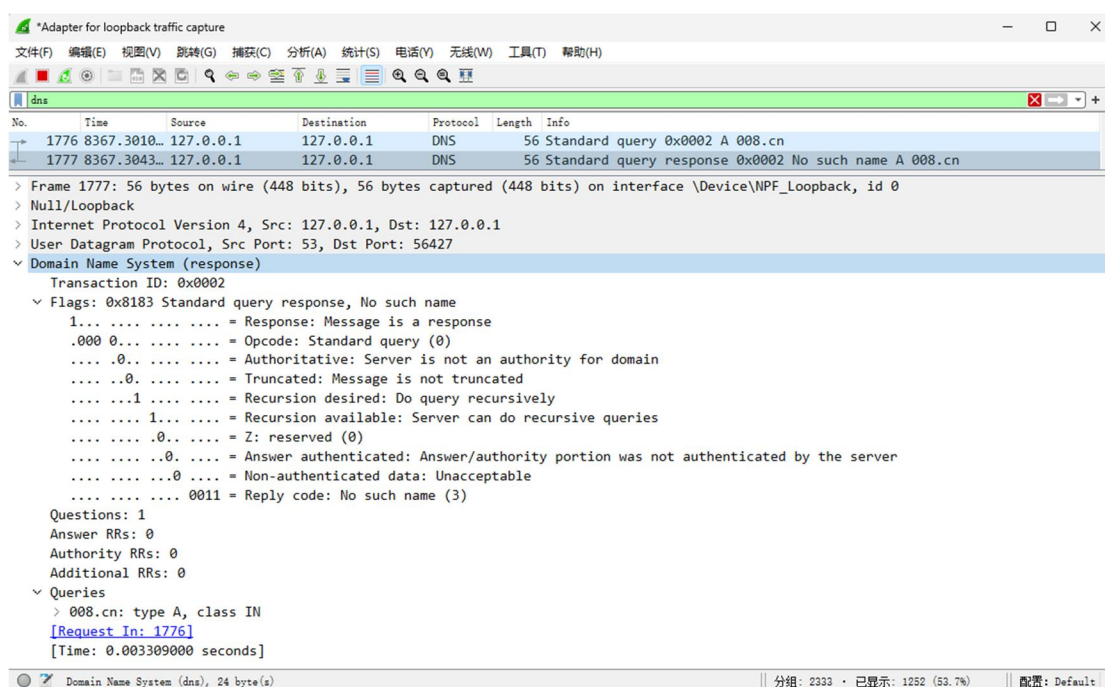 *Adapter for loopback traffic capture
文件(F) 编辑(E) 视图(V) 跳转(G) 捕获(C) 分析(A) 统计(S) 电话(Y) 无线(W) 工具(T) 帮助(H)
dns
No. Time Source Destination Protocol Length Info
1776 8367.3010… 127.0.0.1 127.0.0.1 DNS 56 Standard query 0x0002 A 008.cn
1777 8367.3043… 127.0.0.1 127.0.0.1 DNS 56 Standard query response 0x0002 No such name A 008.cn
> Frame 1777: 56 bytes on wire (448 bits), 56 bytes captured (448 bits) on interface \Device\NPF_Loopback, id 0
> Null/Loopback
> Internet Protocol Version 4, Src: 127.0.0.1, Dst: 127.0.0.1
> User Datagram Protocol, Src Port: 53, Dst Port: 56427
Domain Name System (response)
Transaction ID: 0x0002
Flags: 0x8183 Standard query response, No such name
1... .... .... .... = Response: Message is a response
.000 0... .... .... = Opcode: Standard query (0)
.... .0.. .... .... = Authoritative: Server is not an authority for domain
.... ..0. .... .... = Truncated: Message is not truncated
.... ...1 .... .... = Recursion desired: Do query recursively
.... .... 1... .... = Recursion available: Server can do recursive queries
.... .... .0.. .... = Z: reserved (0)
.... .... ..0. .... = Answer authenticated: Answer/authority portion was not authenticated by the server
.... .... ...0 .... = Non-authenticated data: Unacceptable
.... .... .... 0011 = Reply code: No such name (3)
Questions: 1
Answer RRs: 0
Authority RRs: 0
Additional RRs: 0
Queries
> 008.cn: type A, class IN
[Request In: 1776]
[Time: 0.003309000 seconds]
Domain Name System (dns), 24 byte(s) 分组: 2333 · 已显示: 1252 (53.7%) 配置: Default